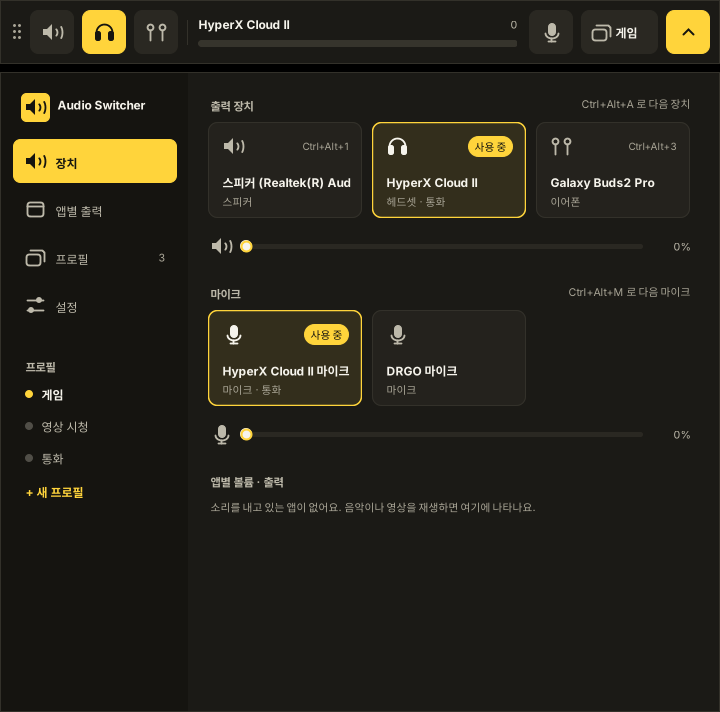 HyperX Cloud II
0
게임
Audio Switcher
장치
앱별 출력
프로필
3
설정
프로필
게임
영상 시청
통화
+ 새 프로필
출력 장치
Ctrl+Alt+A 로 다음 장치
Ctrl+Alt+1
스피커 (Realtek(R) Aud
스피커
사용 중
HyperX Cloud II
헤드셋 · 통화
Ctrl+Alt+3
Galaxy Buds2 Pro
이어폰
0%
마이크
Ctrl+Alt+M 로 다음 마이크
사용 중
HyperX Cloud II 마이크
마이크 · 통화
DRGO 마이크
마이크
0%
앱별 볼륨 · 출력
소리를 내고 있는 앱이 없어요. 음악이나 영상을 재생하면 여기에 나타나요.